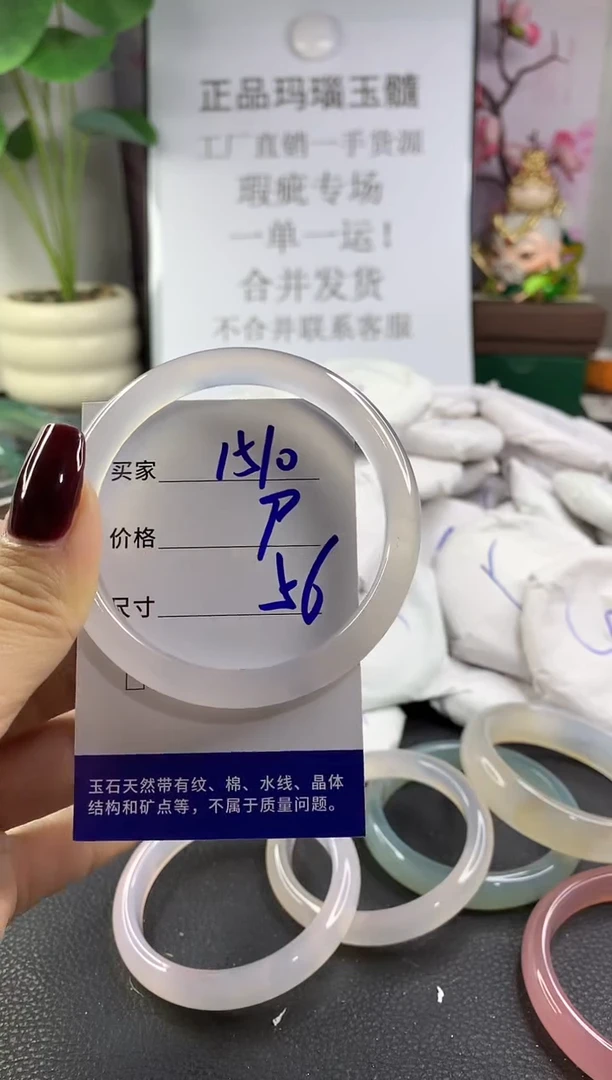 正品玛瑙玉髓
工厂直销一手货源
瑕疵专场
一单一运！
合并发货
不合并联系客服
买家 1510
价格 P
尺寸 56
玉石天然带有纹、棉、水线、晶体
结构和矿点等，不属于质量问题。